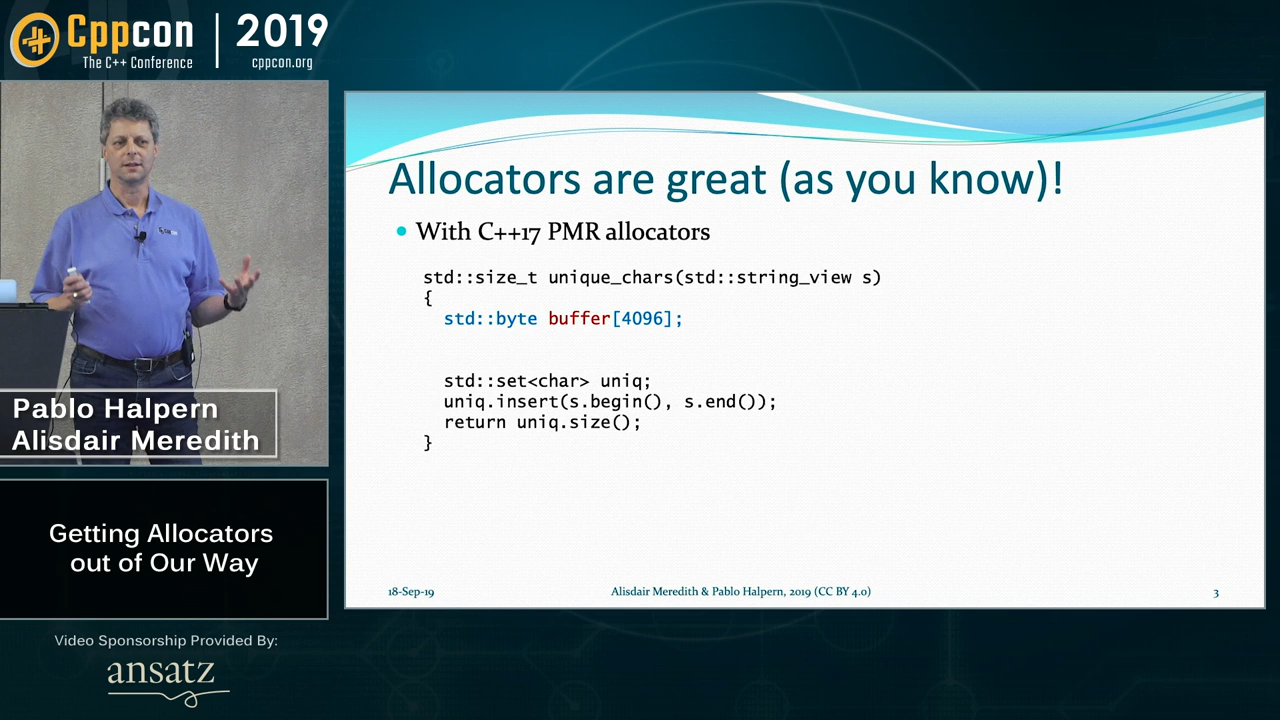 Cppcon
The C++ Conference
2019
cppcon.org
Pablo Halpern
Alisdair Meredith
Getting Allocators
out of Our Way
Video Sponsorship Provided By:
ansatz
Allocators are great (as you know)!
• With C++17 PMR allocators
std::size_t unique_chars(std::string_view s)
{
std::byte buffer[4096];
std::set<char> uniq;
uniq.insert(s.begin(), s.end());
return uniq.size();
}
18-Sep-19
Alisdair Meredith & Pablo Halpern, 2019 (CC BY 4.0)
3